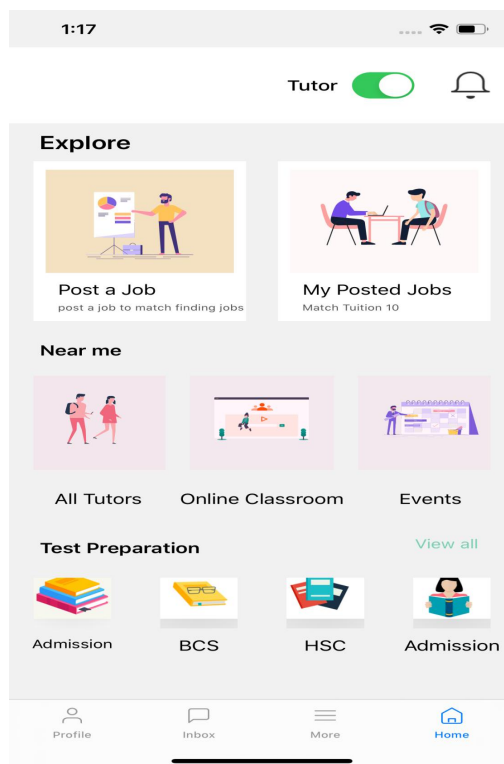 1:17
Tutor
Explore
Post a Job
post a job to match finding jobs
My Posted Jobs
Match Tuition 10
Near me
All Tutors
Online Classroom
Events
Test Preparation
View all
Admission
BCS
HSC
Admission
Profile
Inbox
More
Home